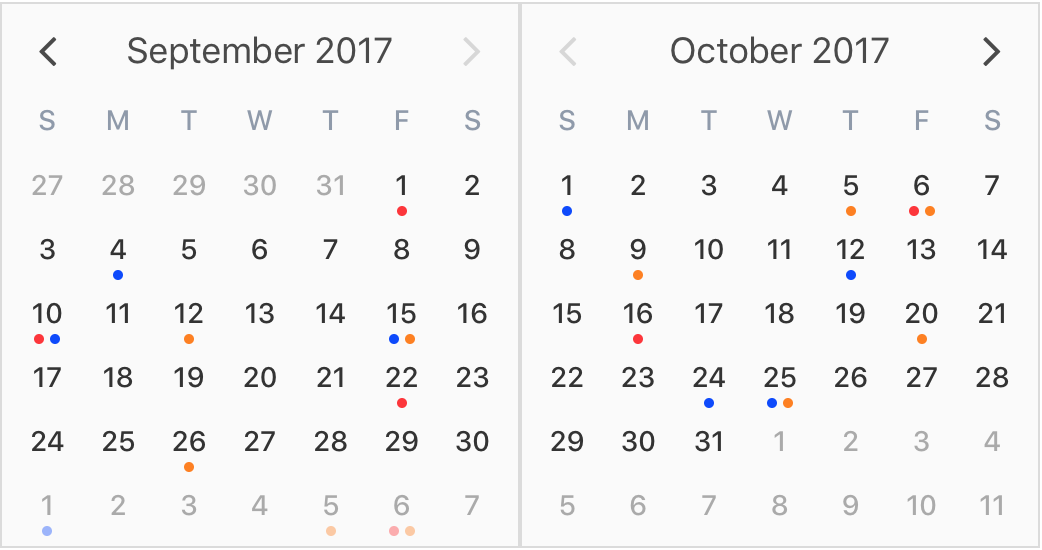 September 2017
S M T W T F S
27 28 29 30 31 1 2
3 4 5 6 7 8 9
10 11 12 13 14 15 16
17 18 19 20 21 22 23
24 25 26 27 28 29 30
1 2 3 4 5 6 7
October 2017
S M T W T F S
1 2 3 4 5 6 7
8 9 10 11 12 13 14
15 16 17 18 19 20 21
22 23 24 25 26 27 28
29 30 31 1 2 3 4
5 6 7 8 9 10 11